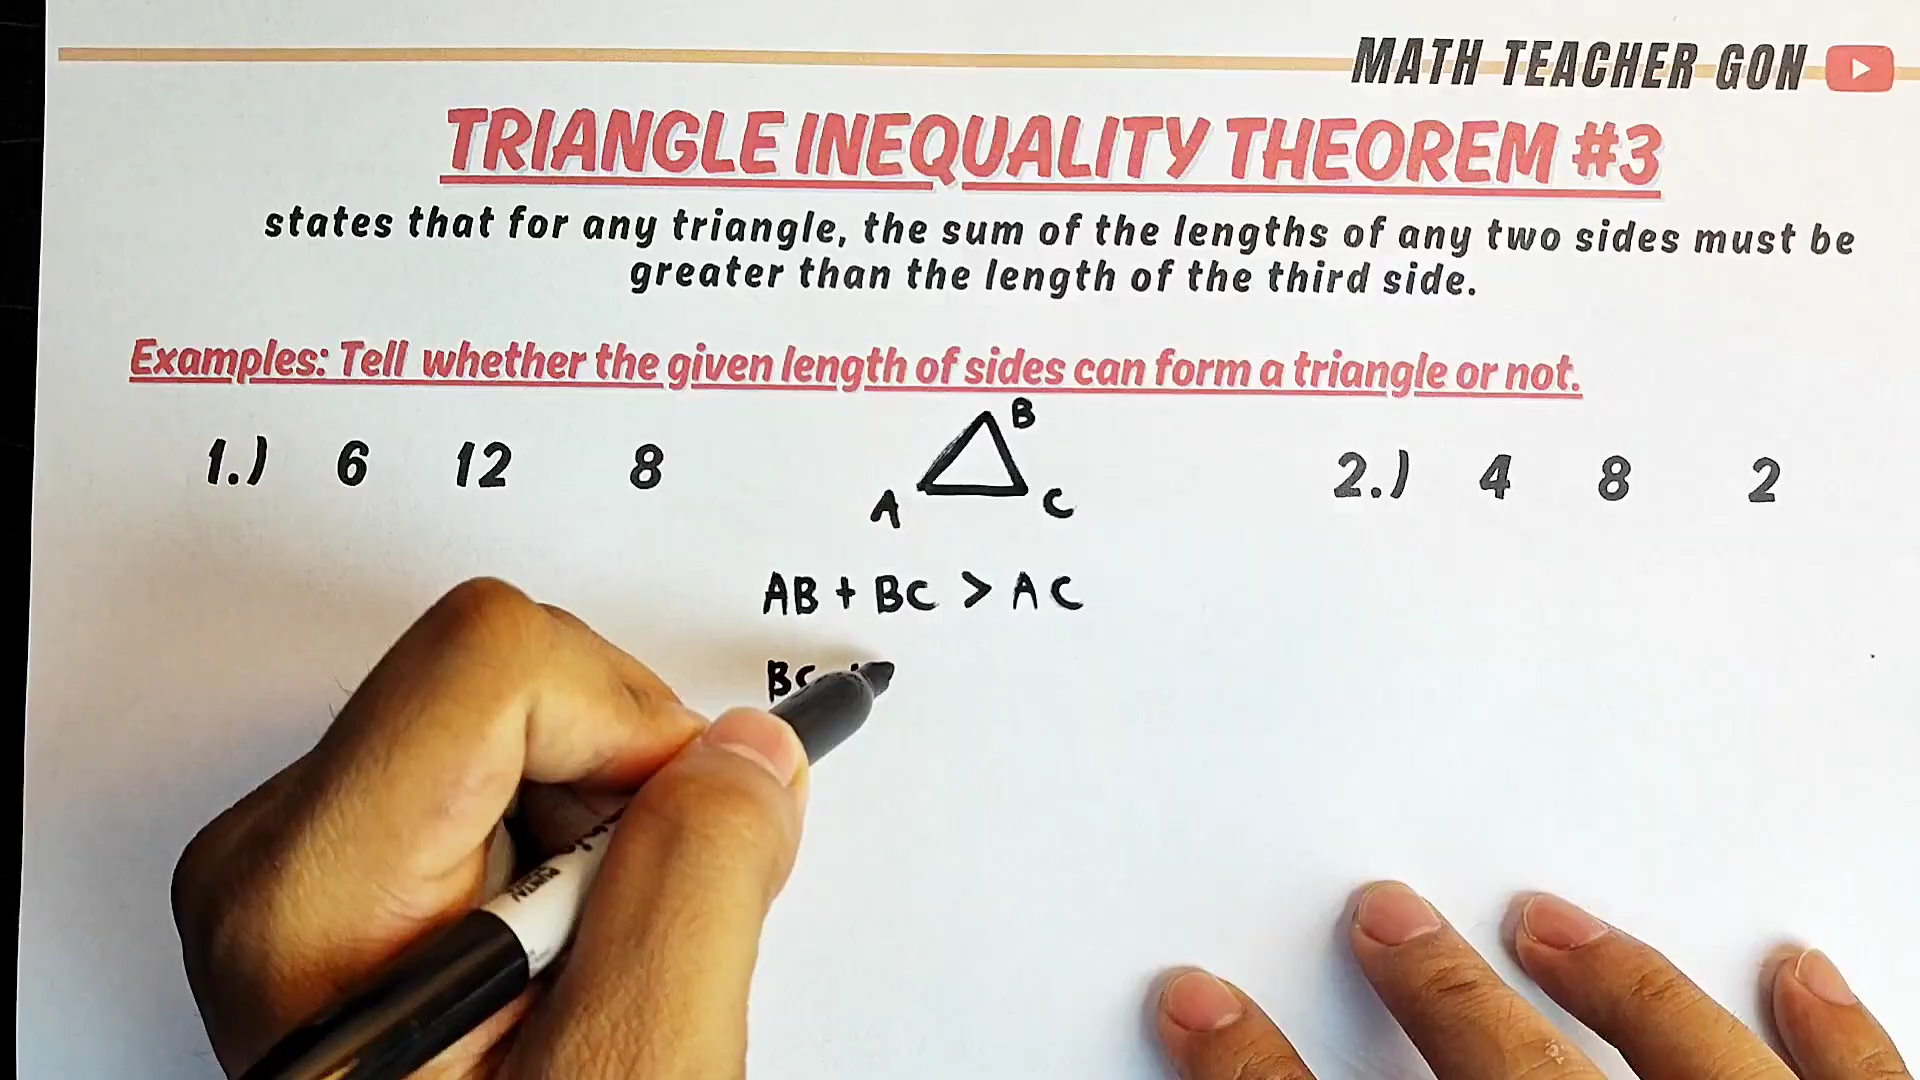 MATH TEACHER GON
TRIANGLE INEQUALITY THEOREM #3
states that for any triangle, the sum of the lengths of any two sides must be
greater than the length of the third side.
Examples: Tell whether the given length of sides can form a triangle or not.
1.) 6 12 8
B
A C
2.) 4 8 2
AB + BC > AC
BC